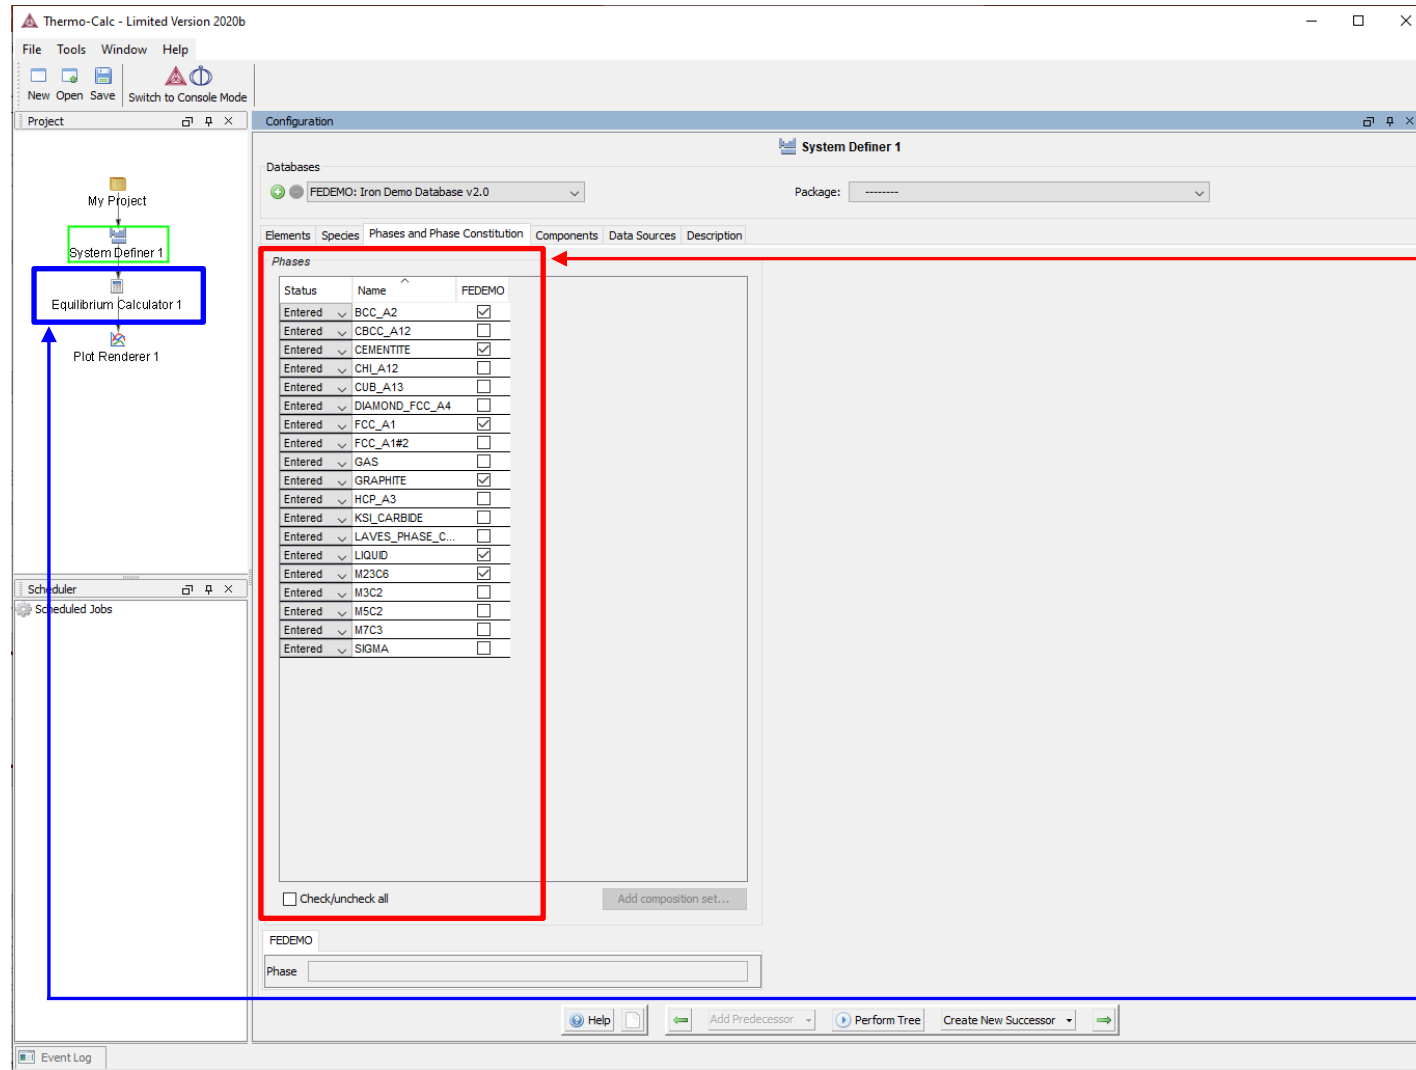 Thermo-Calc - Limited Version 2020b
File Tools Window Help
New Open Save Switch to Console Mode
Project
Configuration
System Definer 1
My Project
System Definer 1
Equilibrium Calculator 1
Plot Renderer 1
Databases
FEDEMO: Iron Demo Database v2.0
Package: --------
Elements Species Phases and Phase Constitution Components Data Sources Description
Phases
Status Name FEDEMO
Entered BCC_A2
Entered CBCC_A12
Entered CEMENTITE
Entered CHI_A12
Entered CUB_A13
Entered DIAMOND_FCC_A4
Entered FCC_A1
Entered FCC_A1#2
Entered GAS
Entered GRAPHITE
Entered HCP_A3
Entered KSI_CARBIDE
Entered LAVES_PHASE_C...
Entered LIQUID
Entered M23C6
Entered M3C2
Entered M5C2
Entered M7C3
Entered SIGMA
Check/uncheck all
Add composition set...
FEDEMO
Phase
Scheduler
Scheduled Jobs
Help Add Predecessor Perform Tree Create New Successor
Event Log